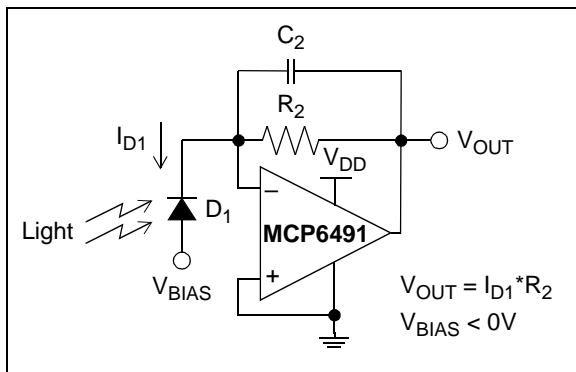 C2
R2
ID1
VDD
VOUT
−
D1
MCP6491
Light
+
VBIAS
VOUT = ID1*R2
VBIAS < 0V